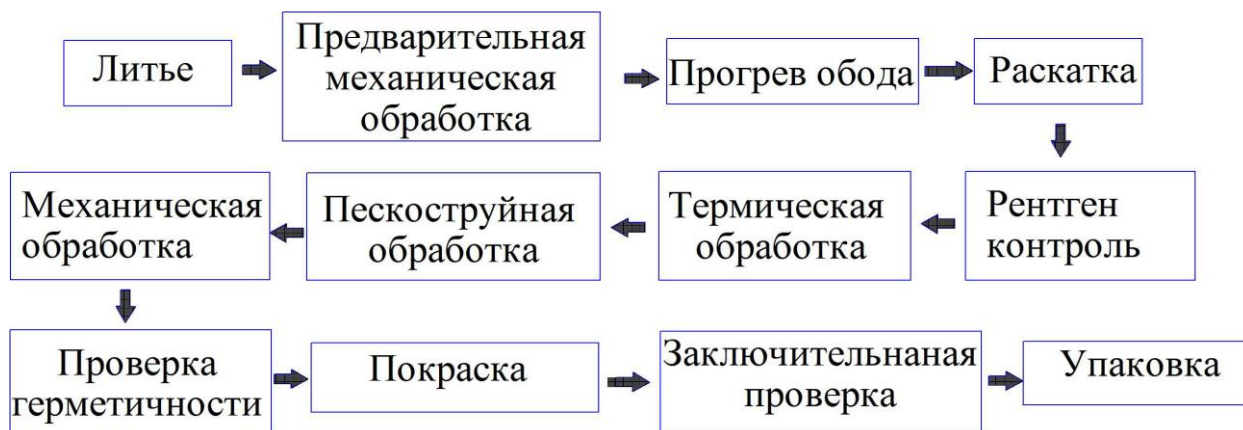 Литье
Предварительная
механическая
обработка
Прогрев обода
Раскатка
Рентген
контроль
Термическая
обработка
Пескоструйная
обработка
Механическая
обработка
Проверка
герметичности
Покраска
Заключительнаная
проверка
Упаковка